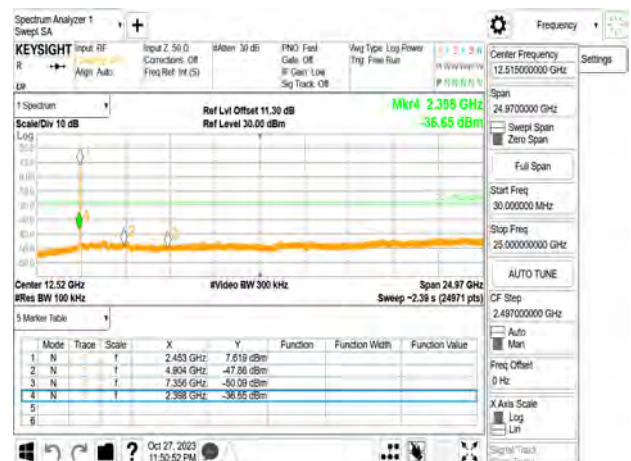 Spectrum Analyzer 1
Swept SA
+
Frequency
KEYSIGHT
Input: RF
Input Z: 50 Ω
#Atten: 30 dB
PNO: Fast
Avg Type: Log-Power
R
Corrections: Off
Gate: Off
Trig: Free Run
Align: Auto
Freq Ref: Int (S)
IF Gain: Low
Sig Track: Off
Center Frequency
12.515000000 GHz
Settings
Span
24.9700000 GHz
Swept Span
Zero Span
Full Span
Start Freq
30.000000 MHz
Stop Freq
25.000000000 GHz
AUTO TUNE
CF Step
2.497000000 GHz
Auto
Man
Freq Offset
0 Hz
X Axis Scale
Log
Lin
Signal Track
1 Spectrum
Ref Lvl Offset 11.30 dB
Mkr4 2.398 GHz
Scale/Div 10 dB
Ref Level 30.00 dBm
-36.65 dBm
Log
1
4
2
3
Center 12.52 GHz
#Video BW 300 kHz
Span 24.97 GHz
#Res BW 100 kHz
Sweep ~2.39 s (24971 pts)
5 Marker Table
Mode Trace Scale X Y Function Function Width Function Value
1 N f 2.453 GHz 7.619 dBm
2 N f 4.904 GHz -47.86 dBm
3 N f 7.356 GHz -50.09 dBm
4 N f 2.398 GHz -36.65 dBm
5
6
?
Oct 27, 2023
11:50:52 PM